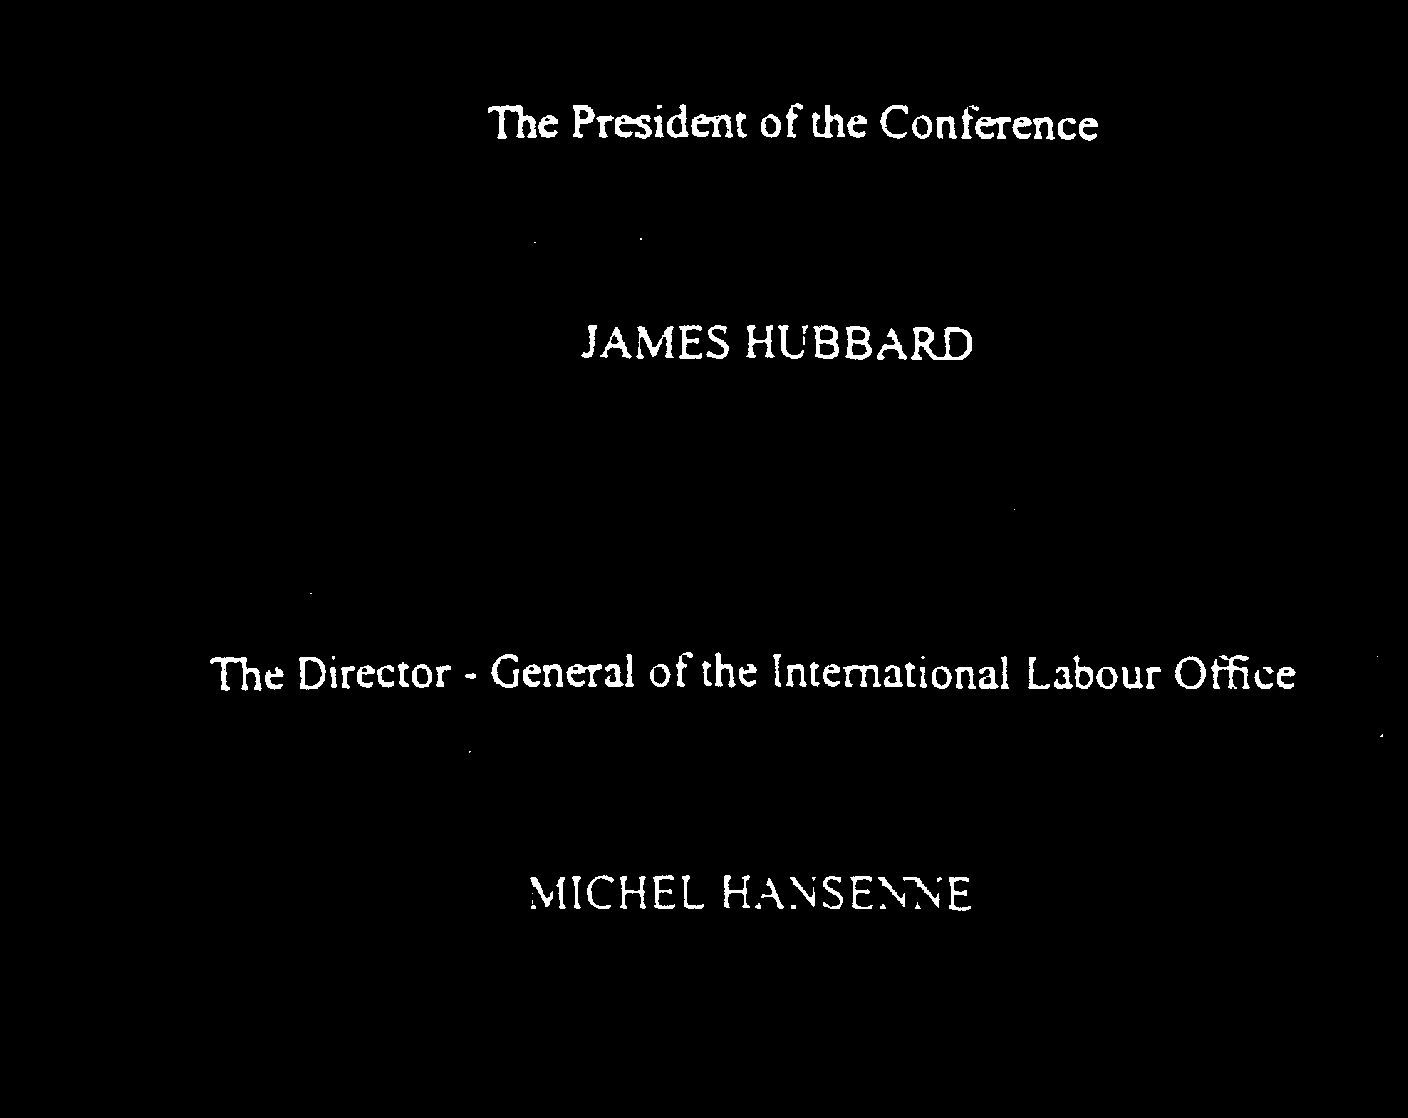 The President of the Conference
JAMES HUBBARD
The Director - General of the International Labour Office
MICHEL HANSENNE